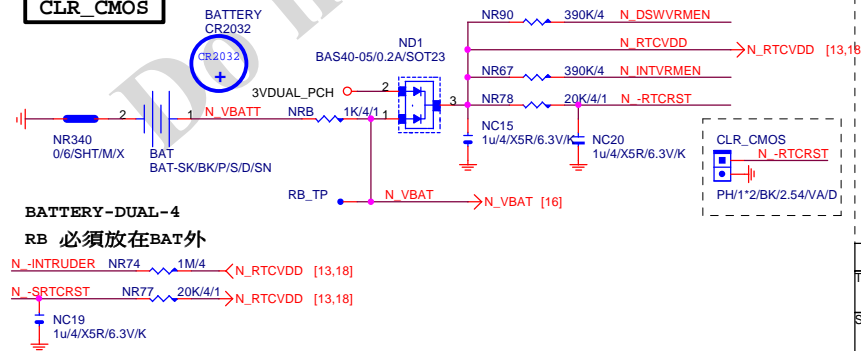 CLR_CMOS
BATTERY
CR2032
CR2032
+
ND1
BAS40-05/0.2A/SOT23
NR90 390K/4 N_DSWVRMEN
N_RTCVDD N_RTCVDD [13,18]
3VDUAL_PCH 2
NR67 390K/4 N_INTVRMEN
2 1 N_VBATT NRB 1K/4/1 1 3 NR78 20K/4/1 N_-RTCRST
NR340
0/6/SHT/M/X
BAT
BAT-SK/BK/P/S/D/SN
NC15
1u/4/X5R/6.3V/K
NC20
1u/4/X5R/6.3V/K
CLR_CMOS
N_-RTCRST
PH/1*2/BK/2.54/VA/D
RB_TP N_VBAT N_VBAT [16]
BATTERY-DUAL-4
RB 必須放在BAT外
N_-INTRUDER NR74 1M/4 N_RTCVDD [13,18]
N_-SRTCRST NR77 20K/4/1 N_RTCVDD [13,18]
NC19
1u/4/X5R/6.3V/K